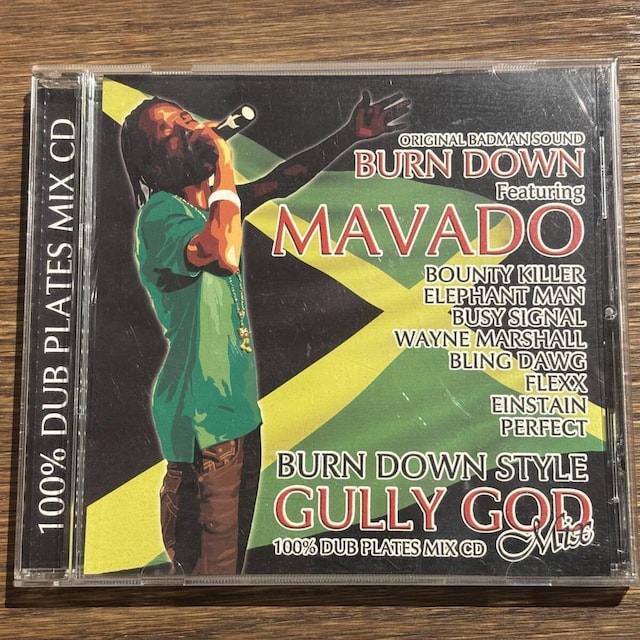 100% DUB PLATES MIX CD
ORIGINAL BADMAN SOUND
BURN DOWN
Featuring
MAVADO
BOUNTY KILLER
ELEPHANT MAN
BUSY SIGNAL
WAYNE MARSHALL
BLING DAWG
FLEXX
EINSTAIN
PERFECT
BURN DOWN STYLE
GULLY GOD
Mix
100% DUB PLATES MIX CD